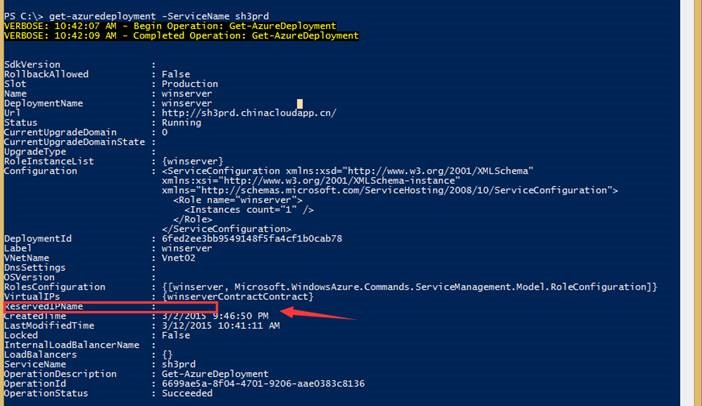 PS C:\> get-azuredeployment -ServiceName sh3prd
VERBOSE: 10:42:07 AM - Begin Operation: Get-AzureDeployment
VERBOSE: 10:42:09 AM - Completed Operation: Get-AzureDeployment
SdkVersion :
RollbackAllowed : False
Slot : Production
Name : winserver
DeploymentName : winserver
Url : http://sh3prd.chinacloudapp.cn/
Status : Running
CurrentUpgradeDomain : 0
CurrentUpgradeDomainState :
UpgradeType :
RoleInstanceList : {winserver}
Configuration : <ServiceConfiguration xmlns:xsd="http://www.w3.org/2001/XMLSchema"
xmlns:xsi="http://www.w3.org/2001/XMLSchema-instance"
xmlns="http://schemas.microsoft.com/ServiceHosting/2008/10/ServiceConfiguration">
<Role name="winserver">
<Instances count="1" />
</Role>
</ServiceConfiguration>
DeploymentId : 6fed2ee3bb9549148f5fa4cf1b0cab78
Label : winserver
VNetName : Vnet02
DnsSettings :
OSVersion :
RolesConfiguration : {[winserver, Microsoft.WindowsAzure.Commands.ServiceManagement.Model.RoleConfiguration]}
VirtualIPs : {winserverContractContract}
ReservedIPName :
CreatedTime : 3/2/2015 9:46:50 PM
LastModifiedTime : 3/12/2015 10:41:11 AM
Locked : False
InternalLoadBalancerName :
LoadBalancers : {}
ServiceName : sh3prd
OperationDescription : Get-AzureDeployment
OperationId : 6699ae5a-8f04-4701-9206-aae0383c8136
OperationStatus : Succeeded